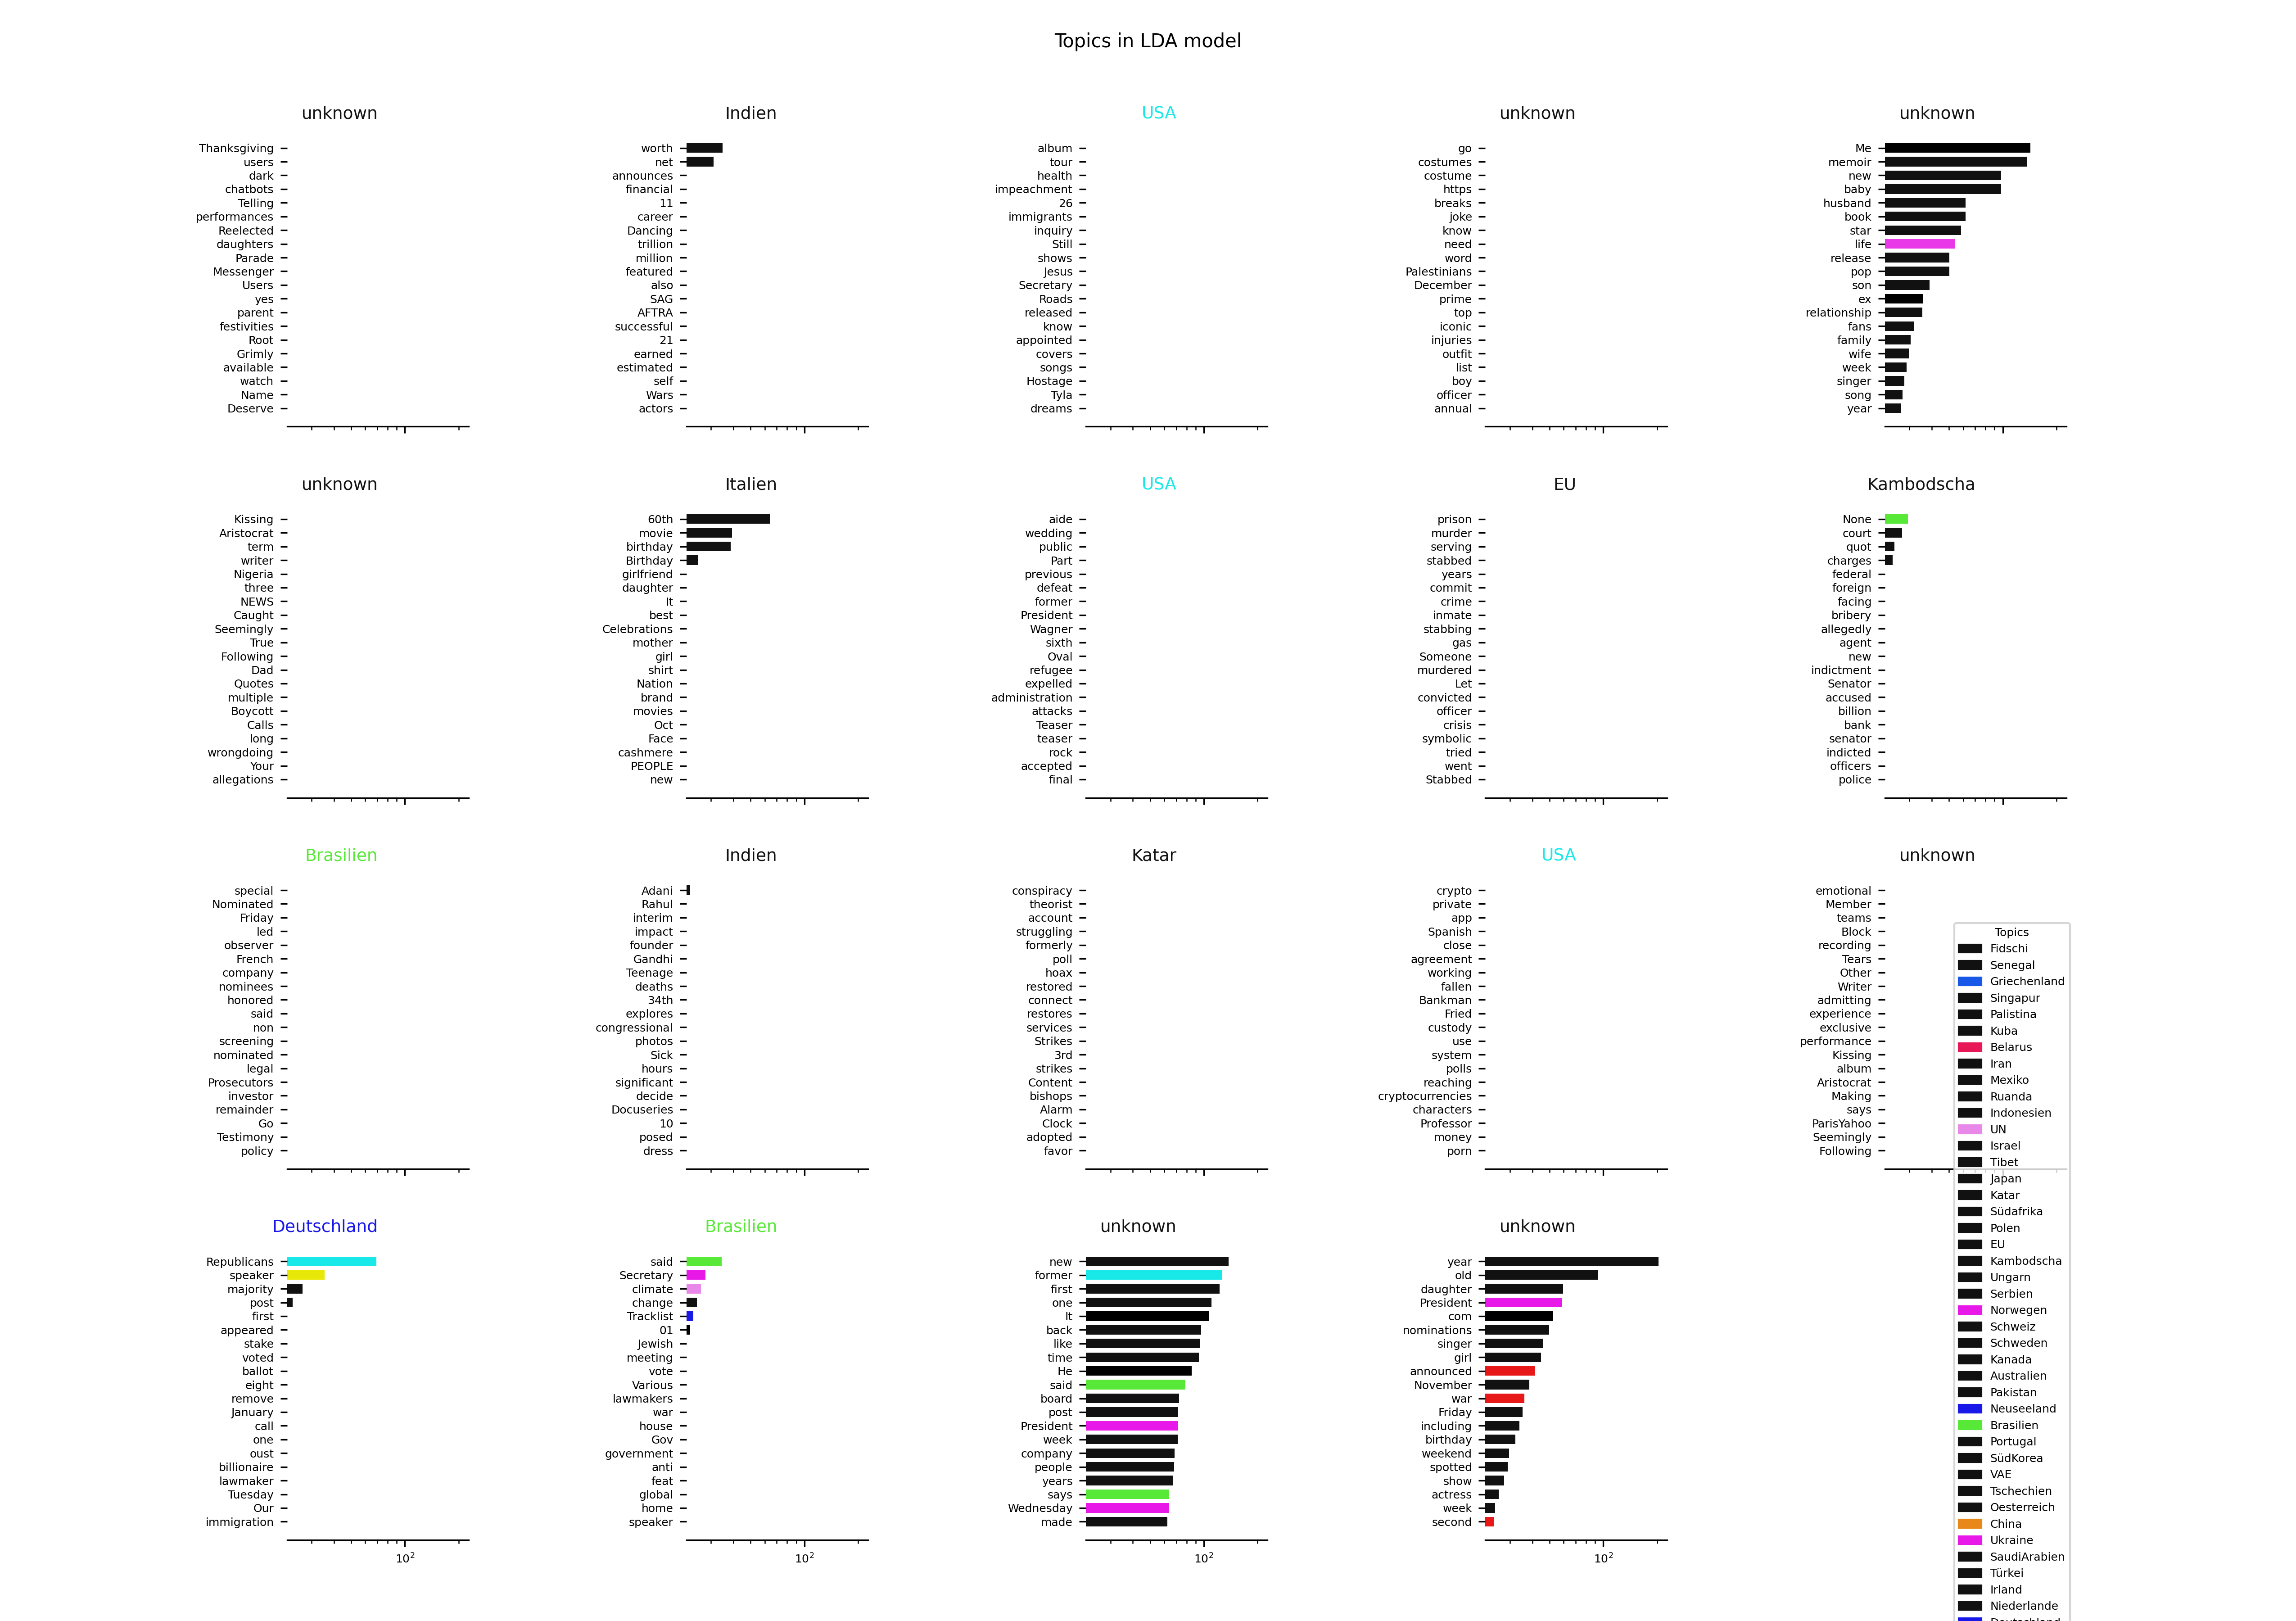 Topics in LDA model
unknown
Thanksgiving
users
dark
chatbots
Telling
performances
Reelected
daughters
Parade
Messenger
Users
yes
parent
festivities
Root
Grimly
available
watch
Name
Deserve
Indien
worth
net
announces
financial
11
career
Dancing
trillion
million
featured
also
SAG
AFTRA
successful
21
earned
estimated
self
Wars
actors
USA
album
tour
health
impeachment
26
immigrants
inquiry
Still
shows
Jesus
Secretary
Roads
released
know
appointed
covers
songs
Hostage
Tyla
dreams
unknown
go
costumes
costume
https
breaks
joke
know
need
word
Palestinians
December
prime
top
iconic
injuries
outfit
list
boy
officer
annual
unknown
Me
memoir
new
baby
husband
book
star
life
release
pop
son
ex
relationship
fans
family
wife
week
singer
song
year
unknown
Kissing
Aristocrat
term
writer
Nigeria
three
NEWS
Caught
Seemingly
True
Following
Dad
Quotes
multiple
Boycott
Calls
long
wrongdoing
Your
allegations
Italien
60th
movie
birthday
Birthday
girlfriend
daughter
It
best
Celebrations
mother
girl
shirt
Nation
brand
movies
Oct
Face
cashmere
PEOPLE
new
USA
aide
wedding
public
Part
previous
defeat
former
President
Wagner
sixth
Oval
refugee
expelled
administration
attacks
Teaser
teaser
rock
accepted
final
EU
prison
murder
serving
stabbed
years
commit
crime
inmate
stabbing
gas
Someone
murdered
Let
convicted
officer
crisis
symbolic
tried
went
Stabbed
Kambodscha
None
court
quot
charges
federal
foreign
facing
bribery
allegedly
agent
new
indictment
Senator
accused
billion
bank
senator
indicted
officers
police
Brasilien
special
Nominated
Friday
led
observer
French
company
nominees
honored
said
non
screening
nominated
legal
Prosecutors
investor
remainder
Go
Testimony
policy
Indien
Adani
Rahul
interim
impact
founder
Gandhi
Teenage
deaths
34th
explores
congressional
photos
Sick
hours
significant
decide
Docuseries
10
posed
dress
Katar
conspiracy
theorist
account
struggling
formerly
poll
hoax
restored
connect
restores
services
Strikes
3rd
strikes
Content
bishops
Alarm
Clock
adopted
favor
USA
crypto
private
app
Spanish
close
agreement
working
fallen
Bankman
Fried
custody
use
system
polls
reaching
cryptocurrencies
characters
Professor
money
porn
unknown
emotional
Member
teams
Block
recording
Tears
Other
Writer
admitting
experience
exclusive
performance
Kissing
album
Aristocrat
Making
says
ParisYahoo
Seemingly
Following
Deutschland
Republicans
speaker
majority
post
first
appeared
stake
voted
ballot
eight
remove
January
call
one
oust
billionaire
lawmaker
Tuesday
Our
immigration
10²
Brasilien
said
Secretary
climate
change
Tracklist
01
Jewish
meeting
vote
Various
lawmakers
war
house
Gov
government
anti
feat
global
home
speaker
10²
unknown
new
former
first
one
It
back
like
time
He
said
board
post
President
week
company
people
years
says
Wednesday
made
10²
unknown
year
old
daughter
President
com
nominations
singer
girl
announced
November
war
Friday
including
birthday
weekend
spotted
show
actress
week
second
10²
Topics
Fidschi
Senegal
Griechenland
Singapur
Palistina
Kuba
Belarus
Iran
Mexiko
Ruanda
Indonesien
UN
Israel
Tibet
Japan
Katar
Südafrika
Polen
EU
Kambodscha
Ungarn
Serbien
Norwegen
Schweiz
Schweden
Kanada
Australien
Pakistan
Neuseeland
Brasilien
Portugal
SüdKorea
VAE
Tschechien
Oesterreich
China
Ukraine
SaudiArabien
Türkei
Irland
Niederlande
Deutschland